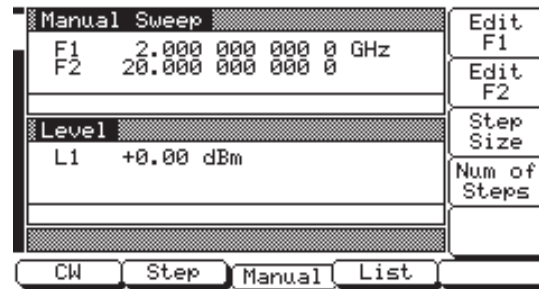 Manual Sweep
F1 2.000 000 000 0 GHz
F2 20.000 000 000 0
Level
L1 +0.00 dBm
Edit
F1
Edit
F2
Step
Size
Num of
Steps
CW Step Manual List